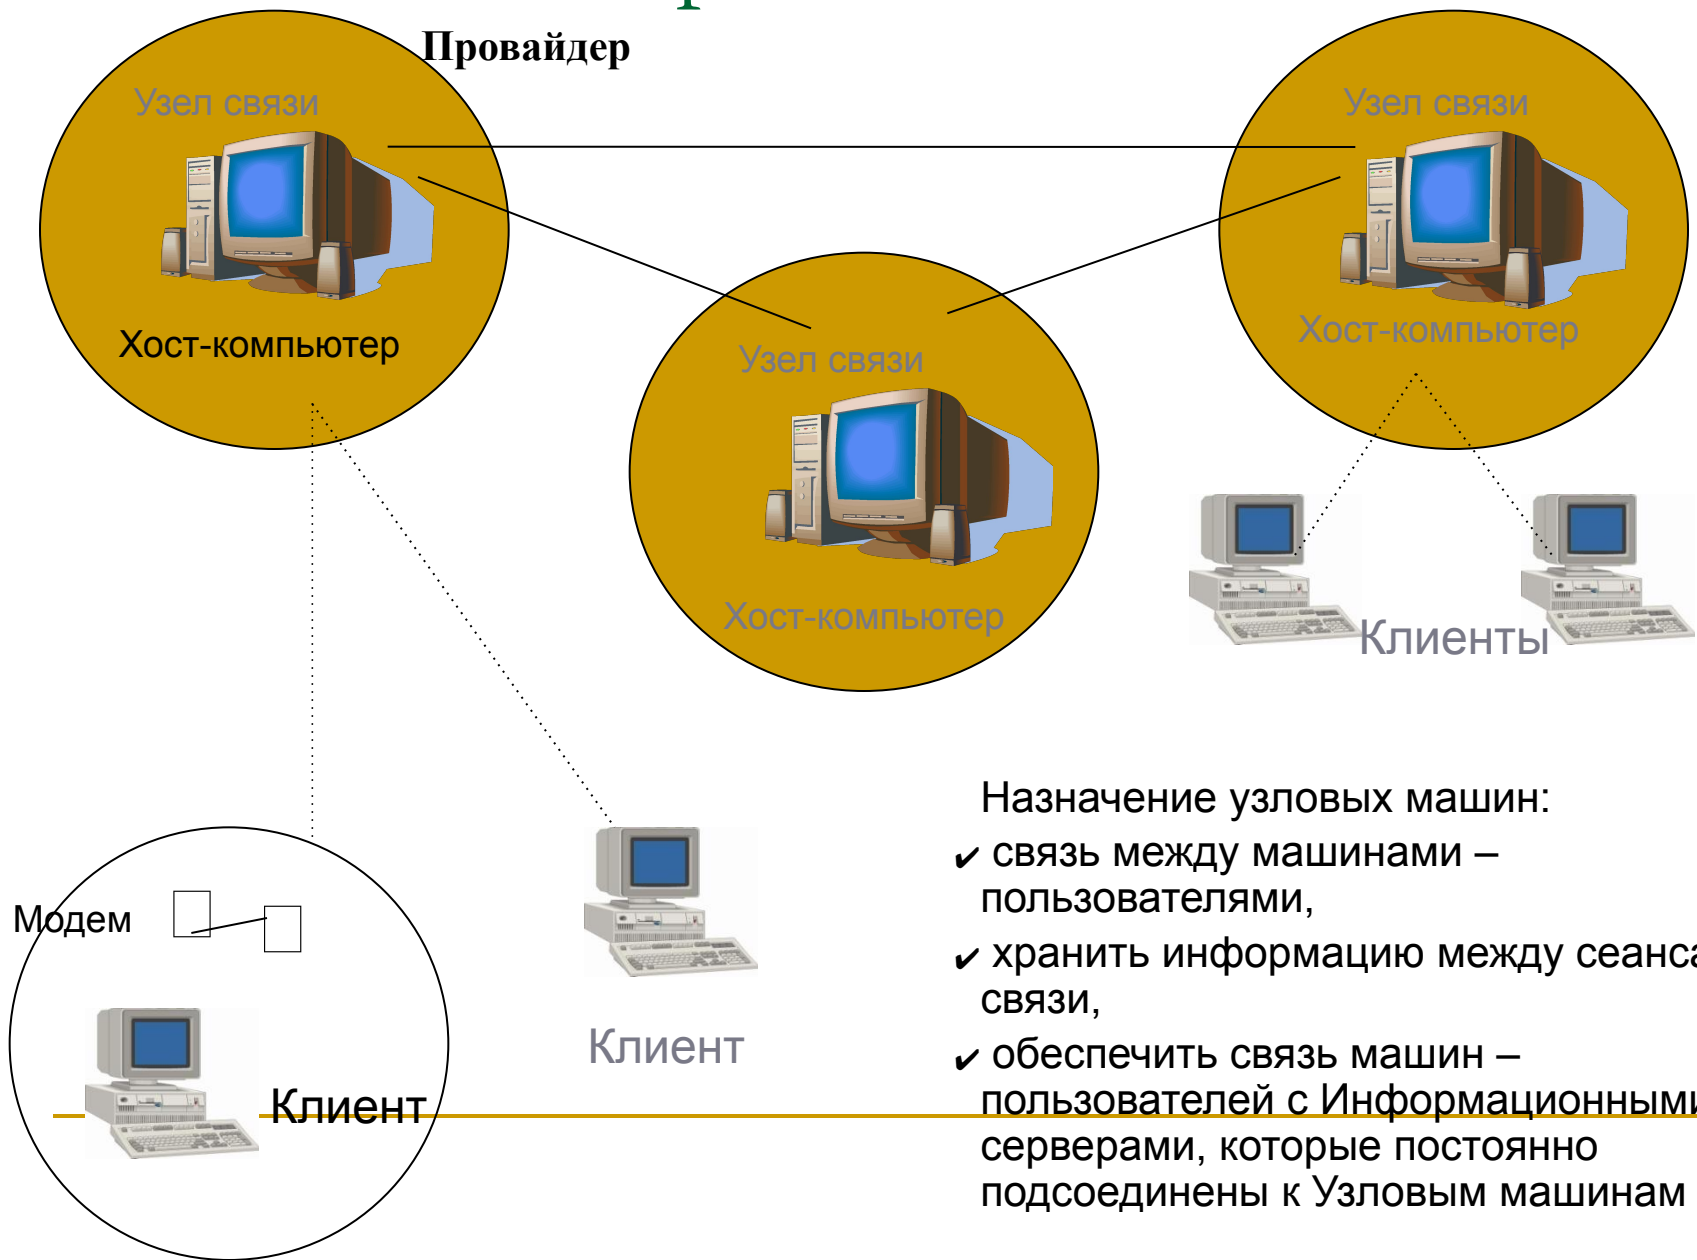 Провайдер
Узел связи
Узел связи
Хост-компьютер
Хост-компьютер
Узел связи
Хост-компьютер
Клиенты
Назначение узловых машин:
✔ связь между машинами –
пользователями,
✔ хранить информацию между
связи,
✔ обеспечить связь машин –
пользователей с Информационными
серверами, которые постоянно
подсоединены к Узловым машинам
Модем
Клиент
Клиент